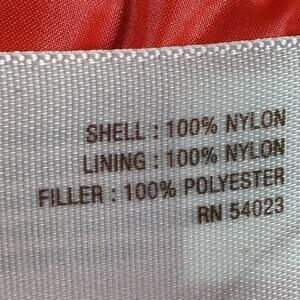 SHELL : 100% NYLON
LINING : 100% NYLON
FILLER : 100% POLYESTER
RN 54023